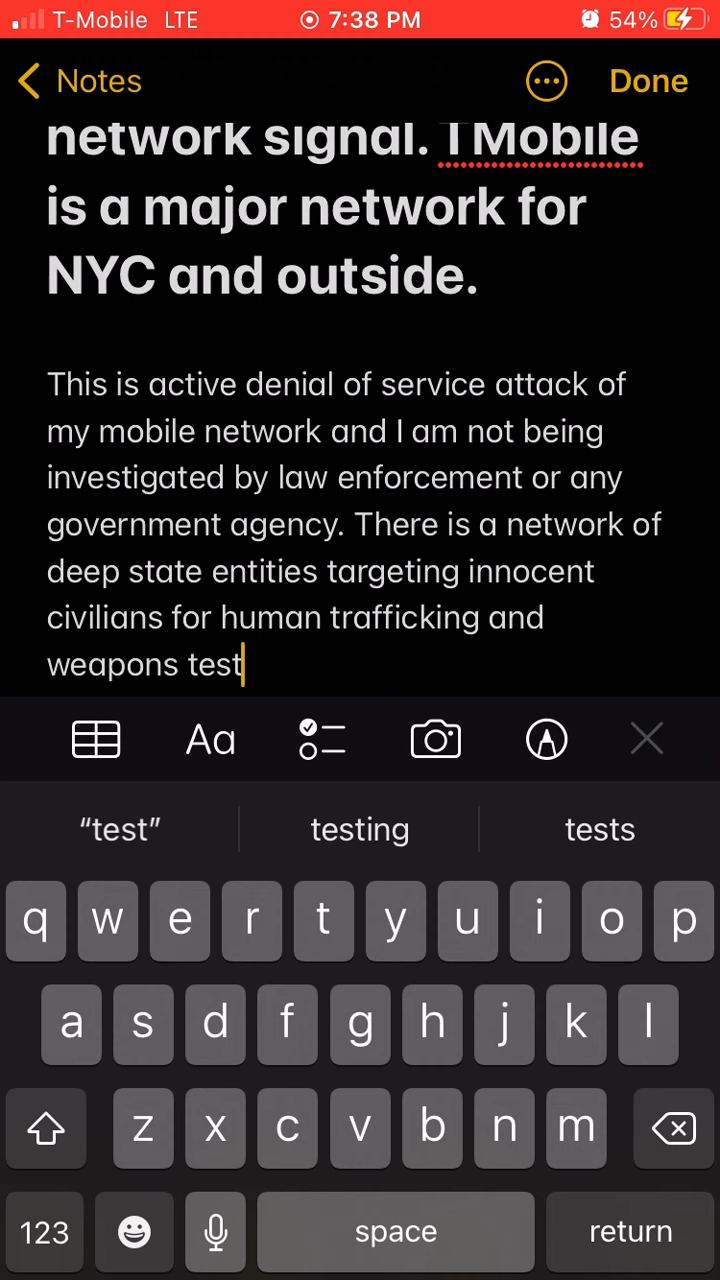 T-Mobile LTE 7:38 PM 54%
Notes Done
network signal. TMobile
is a major network for
NYC and outside.
This is active denial of service attack of
my mobile network and I am not being
investigated by law enforcement or any
government agency. There is a network of
deep state entities targeting innocent
civilians for human trafficking and
weapons test
Aa
“test” testing tests
q w e r t y u i o p
a s d f g h j k l
z x c v b n m
123 space return